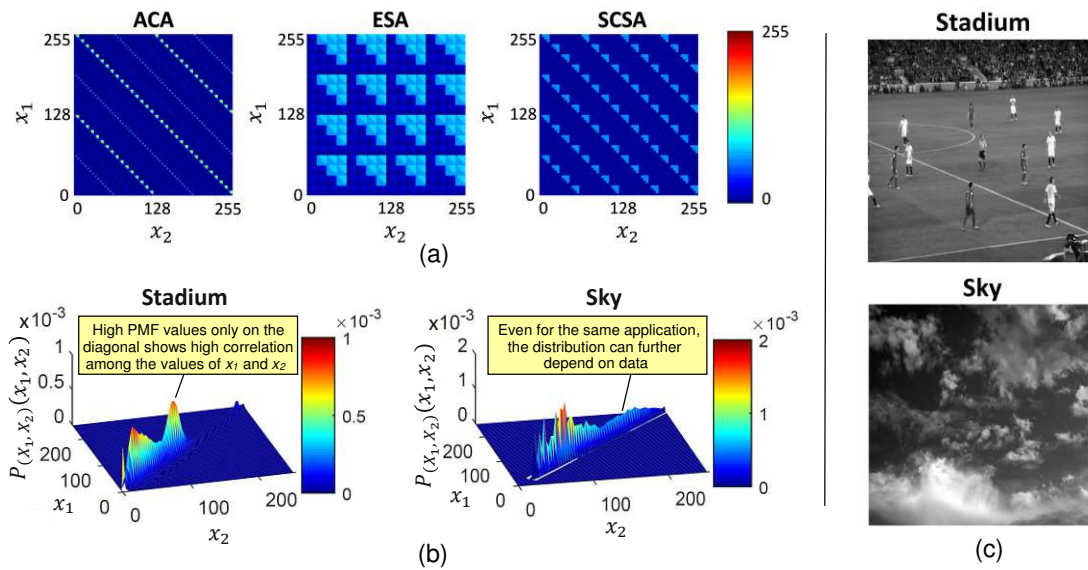 ACA
ESA
SCSA
Stadium
255
128
0
x₁
0
128
255
x₂
255
128
0
x₁
0
128
255
x₂
255
128
0
x₁
0
128
255
x₂
255
0
(a)
Stadium
x10⁻³
High PMF values only on the
diagonal shows high correlation
among the values of x₁ and x₂
×10⁻³
1
0.5
0
P(X₁, X₂)(x₁, x₂)
1.0
0.5
0
200
100
0
x₁
0
100
200
x₂
Sky
x10⁻³
Even for the same application,
the distribution can further
depend on data
×10⁻³
2
1
0
P(X₁, X₂)(x₁, x₂)
2
1
0
200
100
0
x₁
0
100
200
x₂
(b)
Sky
(c)